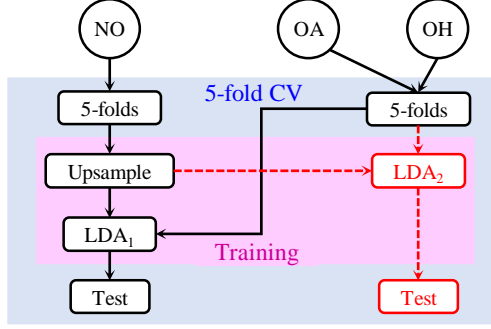 NO
OA
OH
5-fold CV
5-folds
5-folds
Upsample
LDA₂
LDA₁
Training
Test
Test